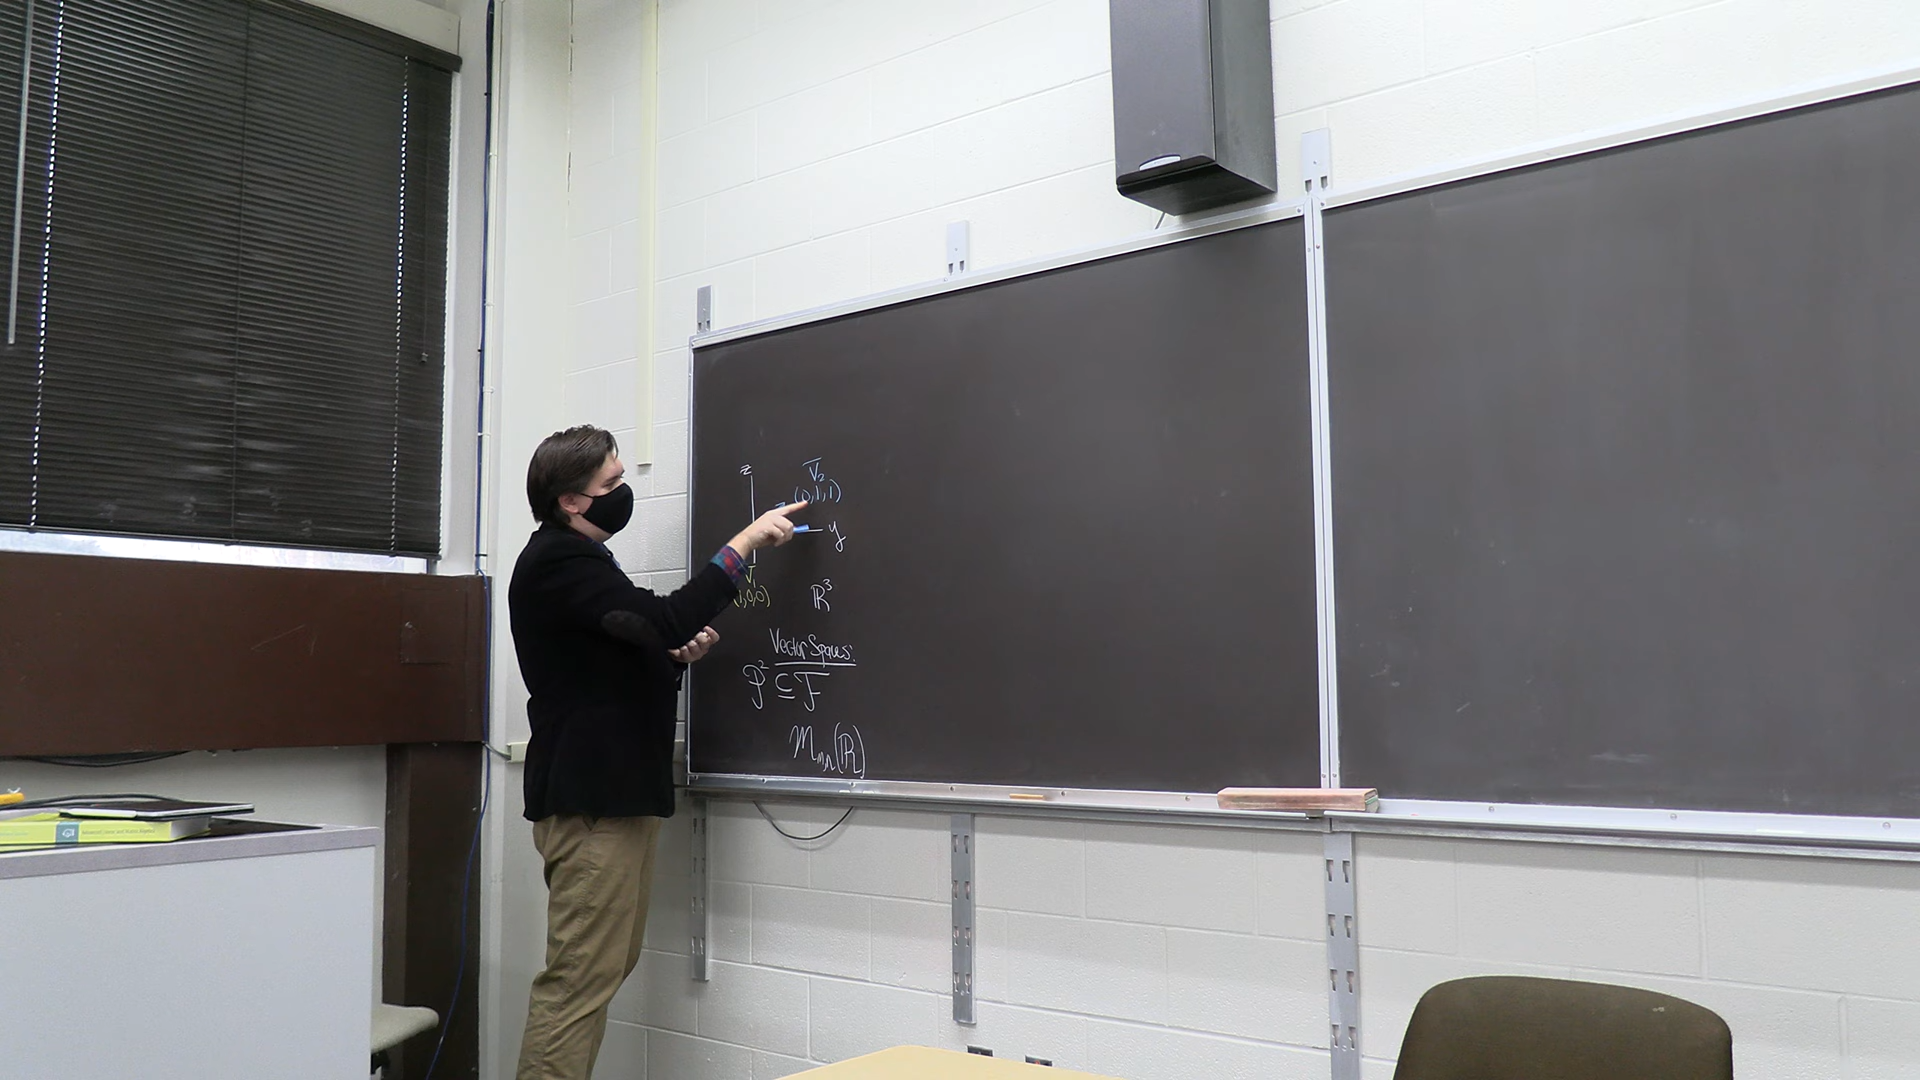 z
V̅₂
(0,1,1)
y
V̅₁
(1,0,0)
ℝ³
Vector Spaces:
𝒫² ⊆ ℱ
ℳₘ,ₙ(ℝ)